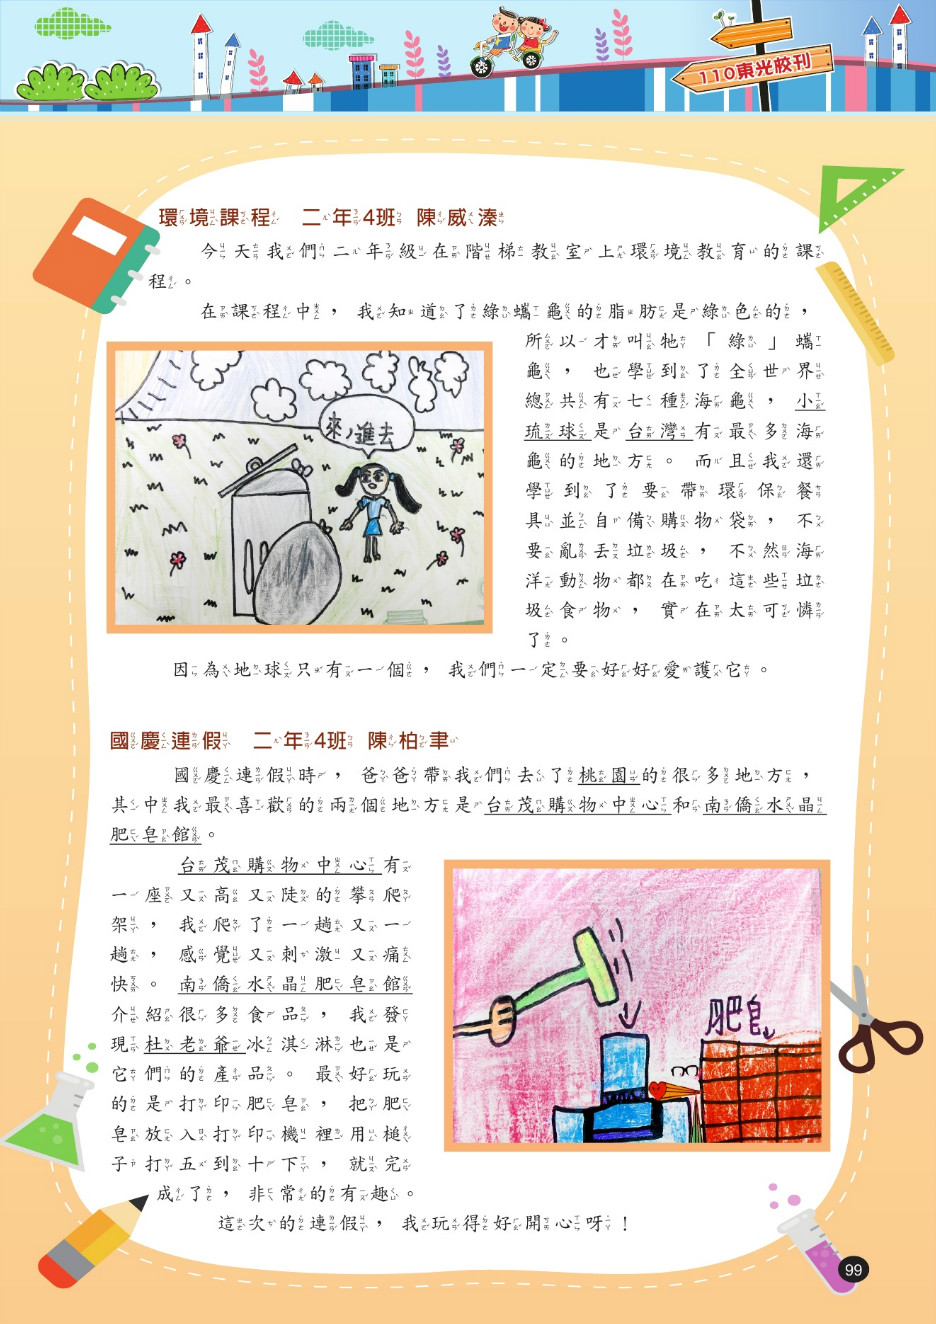 110東光校刊
環境課程　二年4班　陳威溱
今天我們二年級在階梯教室上環境教育的課
程。
在課程中，我知道了綠蠵龜的脂肪是綠色的，
所以才叫牠「綠」蠵
龜，也學到了全世界
總共有七種海龜，小
琉球是台灣有最多海
龜的地方。而且我還
學到了要帶環保餐
具並自備購物袋，不
要亂丟垃圾，不然海
洋動物都在吃這些垃
圾食物，實在太可憐
了。
來ノ進去
因為地球只有一個，我們一定要好好愛護它。
國慶連假　二年4班　陳柏聿
國慶連假時，爸爸帶我們去了桃園的很多地方，
其中我最喜歡的兩個地方是台茂購物中心和南僑水晶
肥皂館。
台茂購物中心有
一座又高又陡的攀爬
架，我爬了一趟又一
趟，感覺又刺激又痛
快。南僑水晶肥皂館
介紹很多食品，我發
現杜老爺冰淇淋也是
它們的產品。最好玩
的是打印肥皂，把肥
皂放入打印機裡用槌
子打五到十下，就完
成了，非常的有趣。
肥皂
這次的連假，我玩得好開心呀！
99